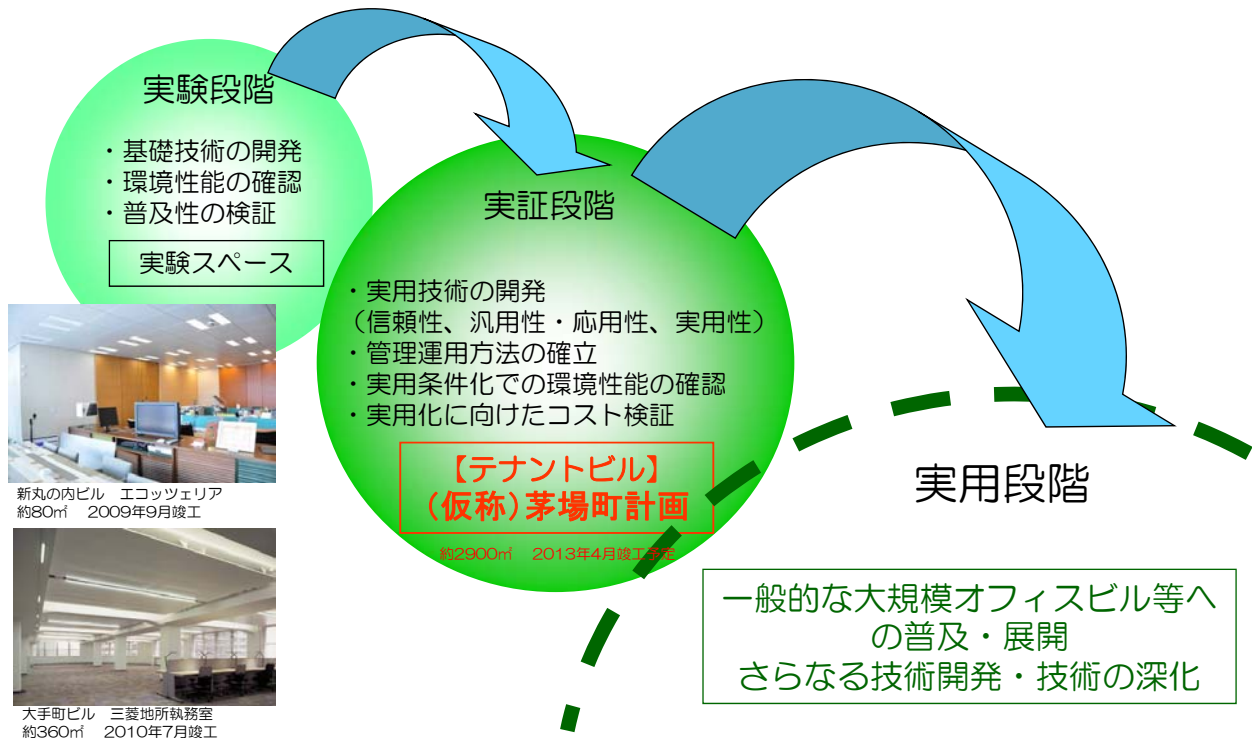 実験段階
・基礎技術の開発
・環境性能の確認
・普及性の検証
実験スペース
新丸の内ビル　エコッツェリア
約80㎡　2009年9月竣工
大手町ビル　三菱地所執務室
約360㎡　2010年7月竣工
実証段階
・実用技術の開発
（信頼性、汎用性・応用性、実用性）
・管理運用方法の確立
・実用条件化での環境性能の確認
・実用化に向けたコスト検証
【テナントビル】
（仮称）茅場町計画
約2900㎡　2013年4月竣工予定
実用段階
一般的な大規模オフィスビル等へ
の普及・展開
さらなる技術開発・技術の深化